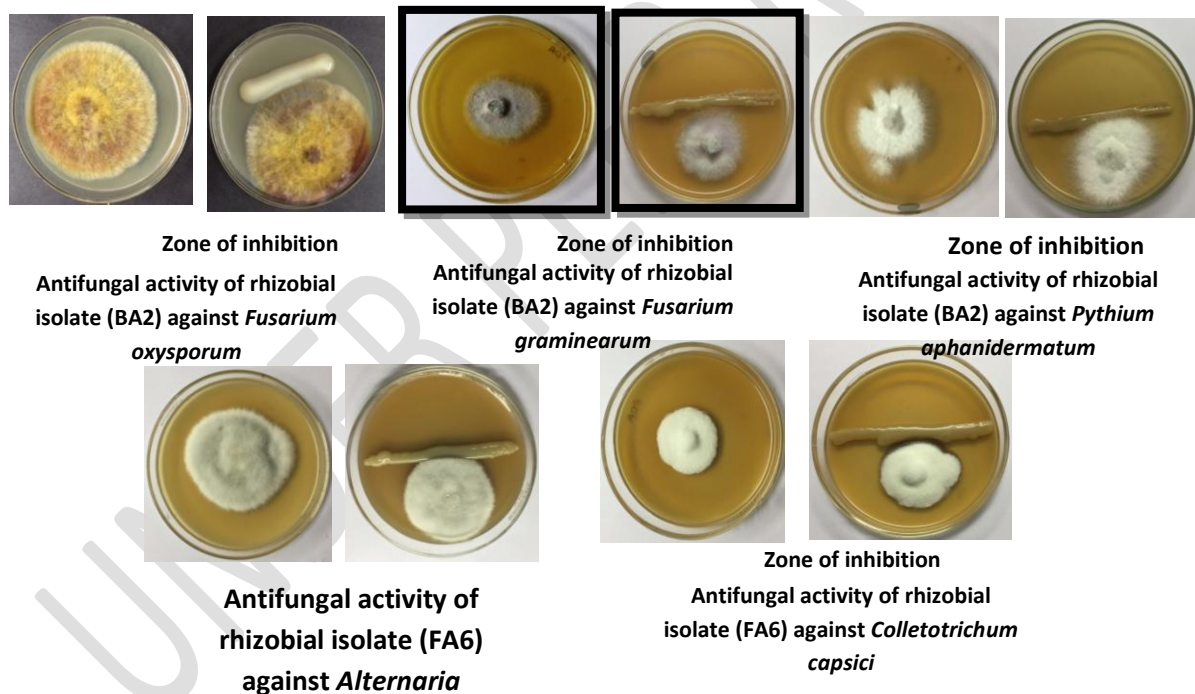 Zone of inhibition
Antifungal activity of rhizobial
isolate (BA2) against Fusarium
oxysporum
Zone of inhibition
Antifungal activity of rhizobial
isolate (BA2) against Fusarium
graminearum
Zone of inhibition
Antifungal activity of rhizobial
isolate (BA2) against Pythium
aphanidermatum
Antifungal activity of
rhizobial isolate (FA6)
against Alternaria
Zone of inhibition
Antifungal activity of rhizobial
isolate (FA6) against Colletotrichum
capsici